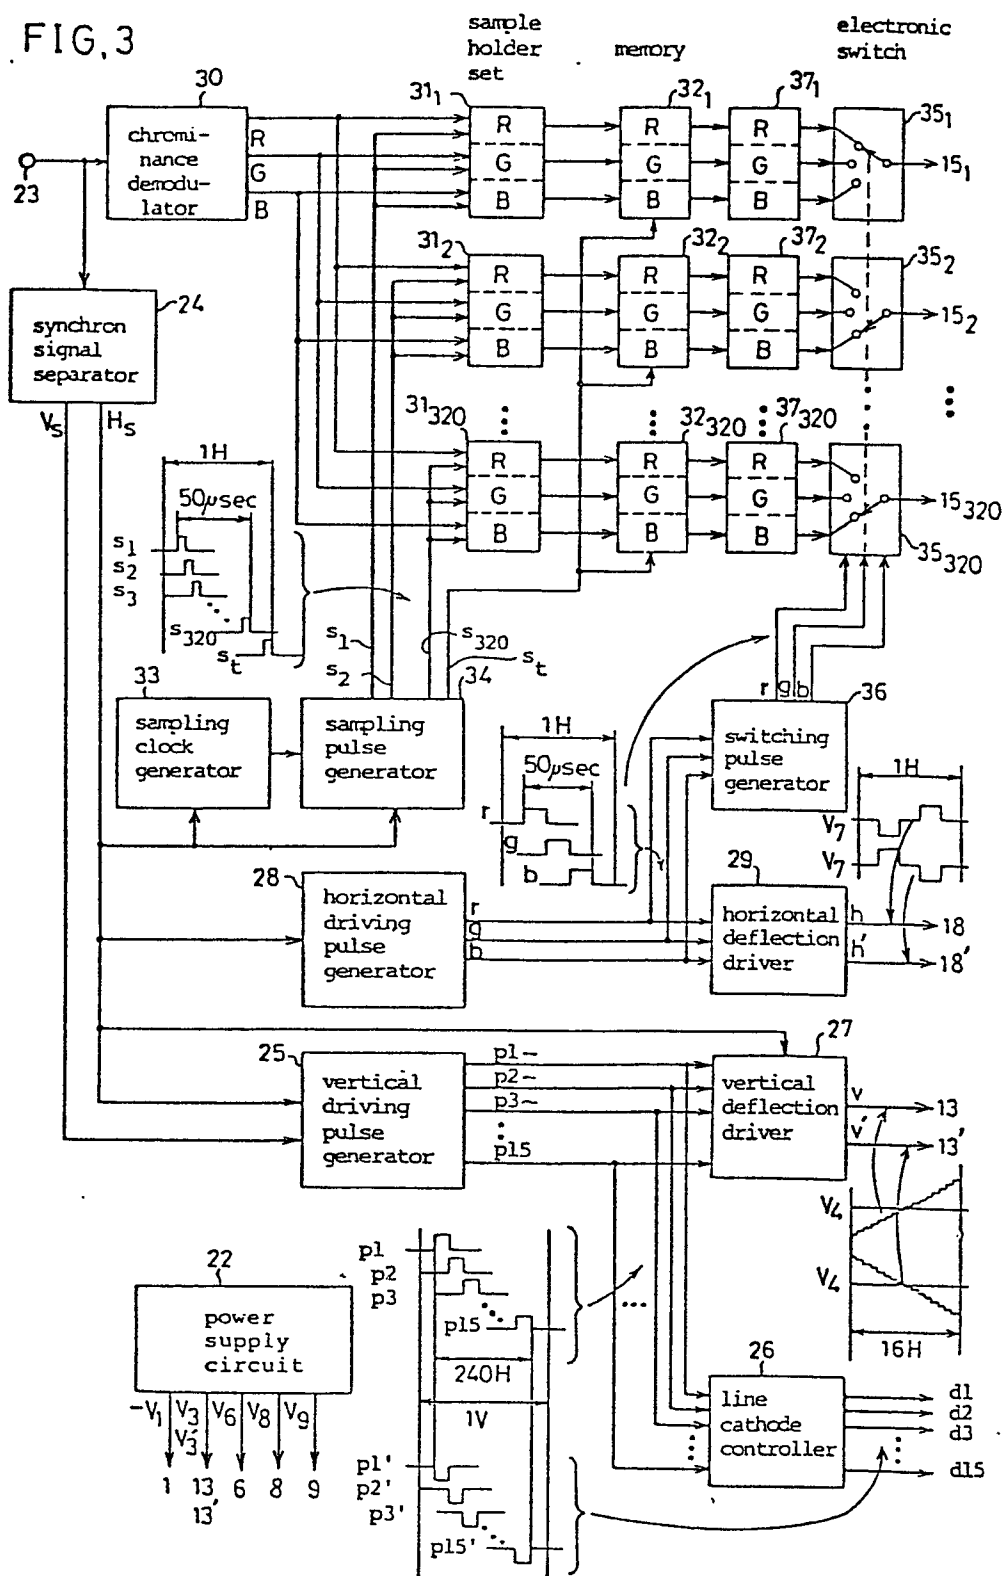 FIG, 3
sample holder set
memory
electronic switch
30
chromi-
nance
demodu-
lator
R
G
B
23
31₁
R
G
B
32₁
R
G
B
37₁
R
G
B
35₁
15₁
31₂
R
G
B
32₂
R
G
B
37₂
R
G
B
35₂
15₂
31₃₂₀
R
G
B
32₃₂₀
R
G
B
37₃₂₀
R
G
B
35₃₂₀
15₃₂₀
24
synchron
signal
separator
Vs
Hs
1H
50μsec
s1
s2
s3
s320
st
s1
s2
s320
st
33
sampling
clock
generator
34
sampling
pulse
generator
r g b
36
switching
pulse
generator
1H
50μsec
r
g
b
1H
V7
V7
28
horizontal
driving
pulse
generator
r
g
b
29
horizontal
deflection
driver
h
h'
18
18'
25
vertical
driving
pulse
generator
p1
p2
p3
p15
27
vertical
deflection
driver
v
v'
13
13'
V4
V4
16H
22
power
supply
circuit
-V1
V3
V3'
V6
V8
V9
1
13
13'
6
8
9
p1
p2
p3
p15
240H
1V
p1'
p2'
p3'
p15'
26
line
cathode
controller
d1
d2
d3
d15